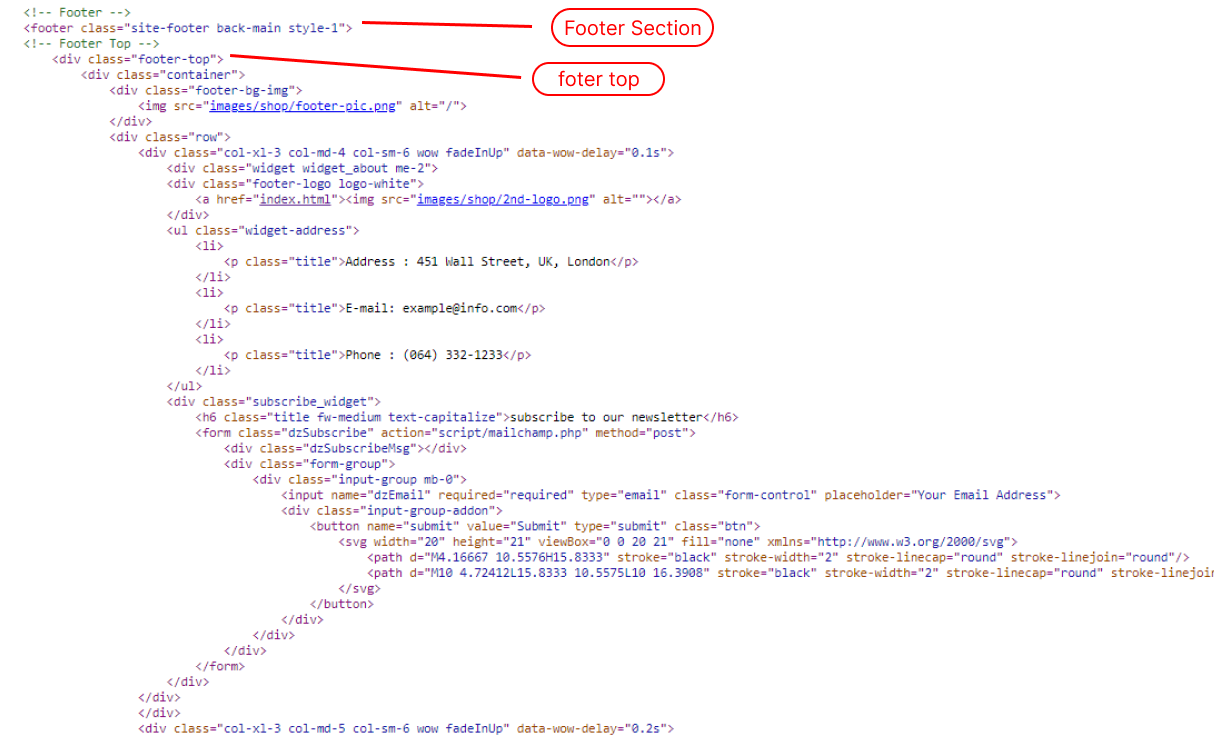 <!-- Footer -->
<footer class="site-footer back-main style-1">
Footer Section
<!-- Footer Top -->
<div class="footer-top">
foter top
<div class="container">
<div class="footer-bg-img">
<img src="images/shop/footer-pic.png" alt="/">
</div>
<div class="row">
<div class="col-xl-3 col-md-4 col-sm-6 wow fadeInUp" data-wow-delay="0.1s">
<div class="widget widget_about me-2">
<div class="footer-logo logo-white">
<a href="index.html"><img src="images/shop/2nd-logo.png" alt=""></a>
</div>
<ul class="widget-address">
<li>
<p class="title">Address : 451 Wall Street, UK, London</p>
</li>
<li>
<p class="title">E-mail: example@info.com</p>
</li>
<li>
<p class="title">Phone : (064) 332-1233</p>
</li>
</ul>
<div class="subscribe_widget">
<h6 class="title fw-medium text-capitalize">subscribe to our newsletter</h6>
<form class="dzSubscribe" action="script/mailchamp.php" method="post">
<div class="dzSubscribeMsg"></div>
<div class="form-group">
<div class="input-group mb-0">
<input name="dzEmail" required="required" type="email" class="form-control" placeholder="Your Email Address">
<div class="input-group-addon">
<button name="submit" value="Submit" type="submit" class="btn">
<svg width="20" height="21" viewBox="0 0 20 21" fill="none" xmlns="http://www.w3.org/2000/svg">
<path d="M4.16667 10.5576H15.8333" stroke="black" stroke-width="2" stroke-linecap="round" stroke-linejoin="round"/>
<path d="M10 4.72412L15.8333 10.5575L10 16.3908" stroke="black" stroke-width="2" stroke-linecap="round" stroke-linejoin
</svg>
</button>
</div>
</div>
</div>
</form>
</div>
</div>
</div>
<div class="col-xl-3 col-md-5 col-sm-6 wow fadeInUp" data-wow-delay="0.2s">